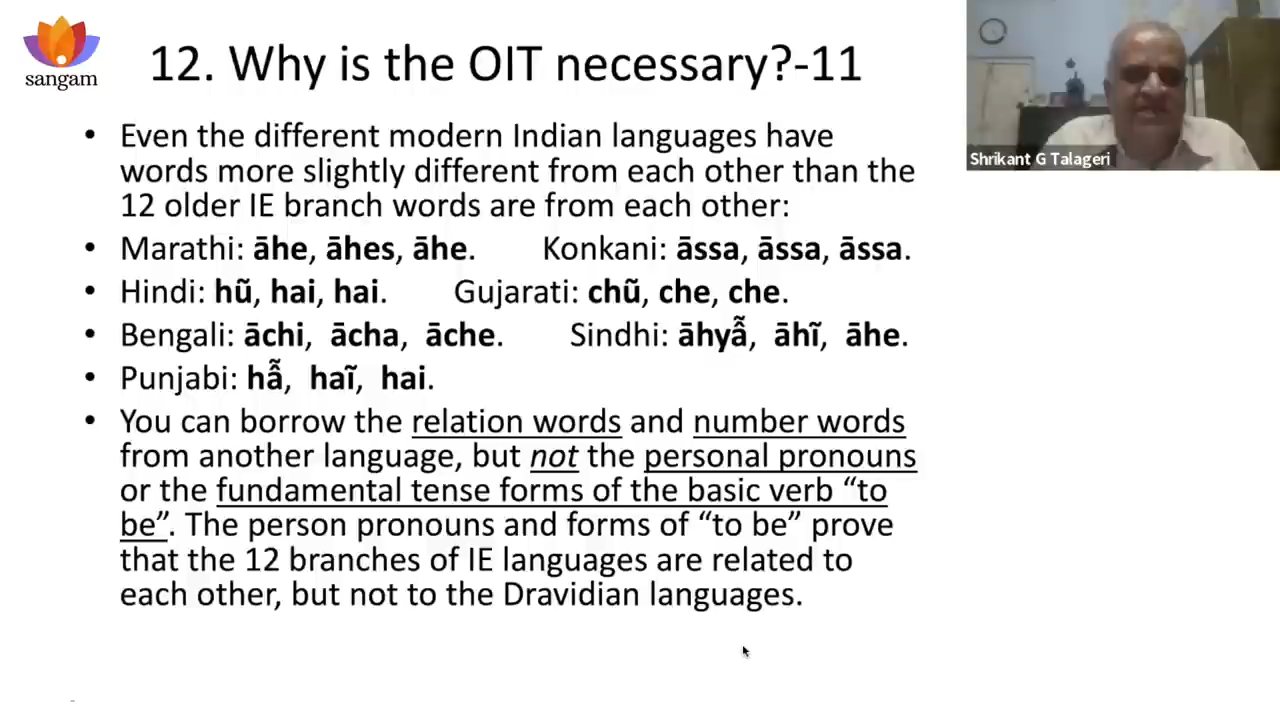 sangam
12. Why is the OIT necessary?-11
Shrikant G Talageri
• Even the different modern Indian languages have
words more slightly different from each other than the
12 older IE branch words are from each other:
• Marathi: āhe, āhes, āhe. Konkani: āssa, āssa, āssa.
• Hindi: hũ, hai, hai. Gujarati: chũ, che, che.
• Bengali: āchi, ācha, āche. Sindhi: āhyā̃, āhĩ, āhe.
• Punjabi: hā̃, haĩ, hai.
• You can borrow the relation words and number words
from another language, but not the personal pronouns
or the fundamental tense forms of the basic verb “to
be”. The person pronouns and forms of “to be” prove
that the 12 branches of IE languages are related to
each other, but not to the Dravidian languages.